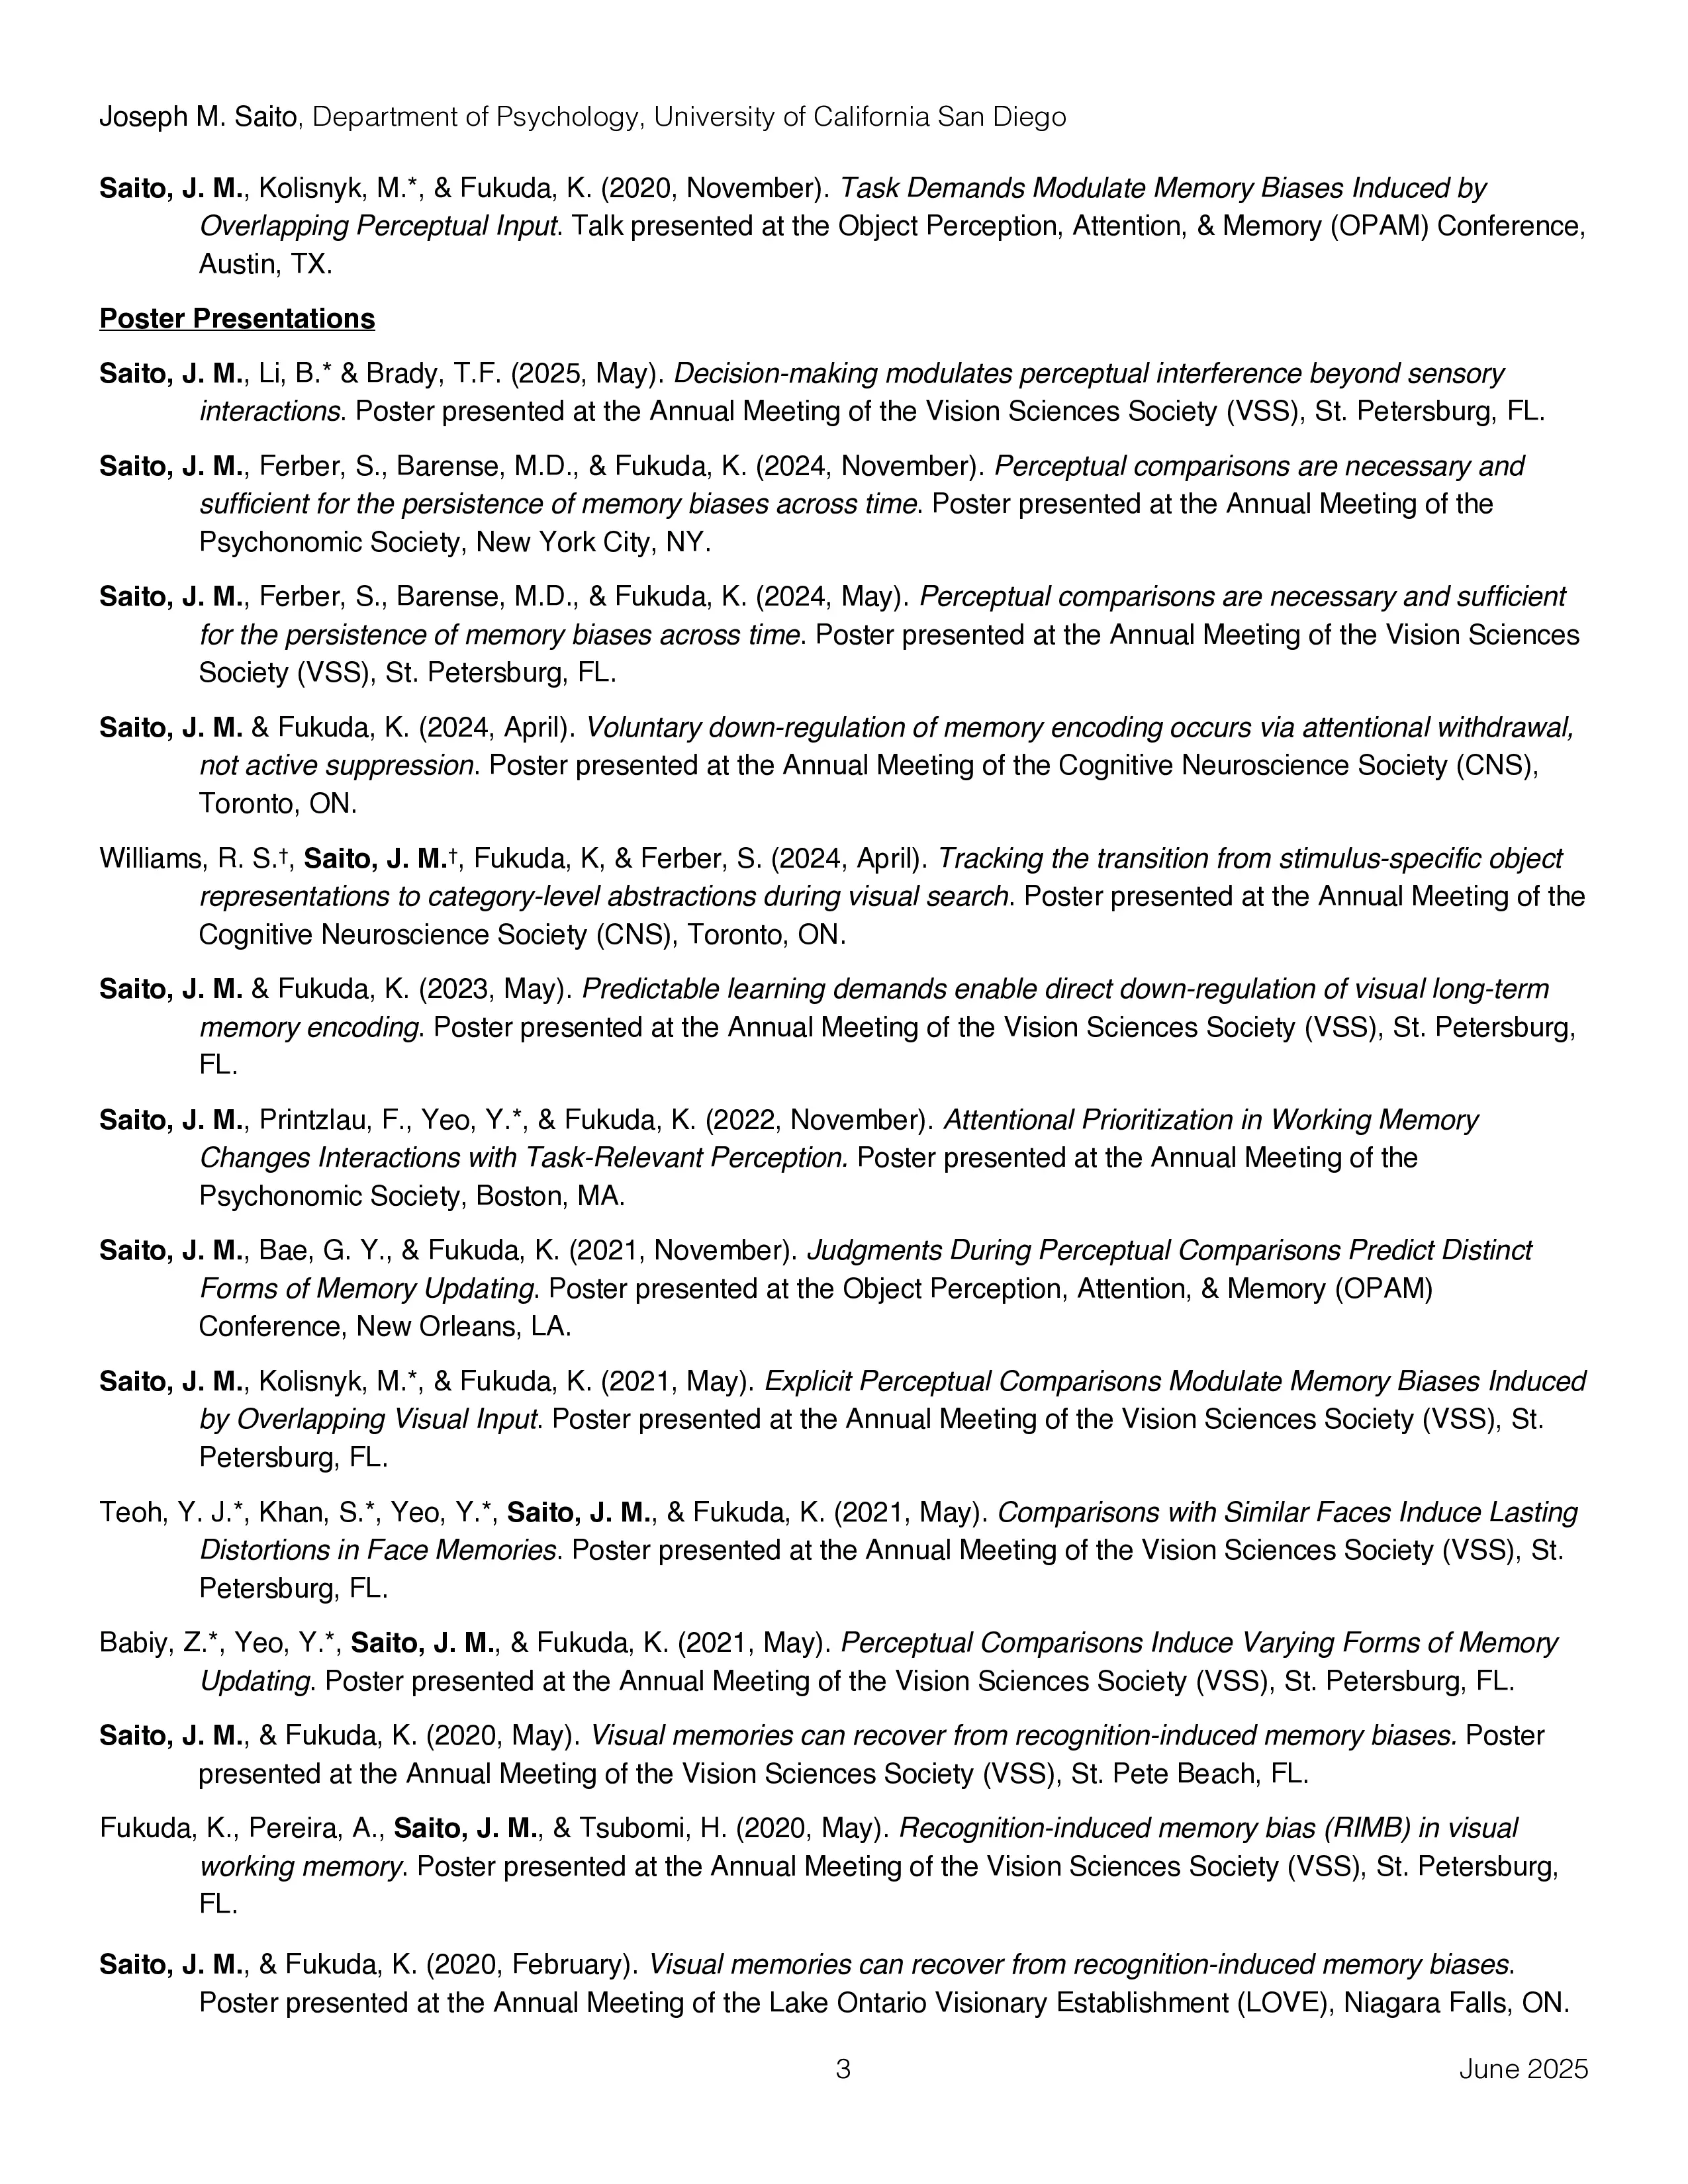 Joseph M. Saito, Department of Psychology, University of California San Diego
Saito, J. M., Kolisnyk, M.*, & Fukuda, K. (2020, November). Task Demands Modulate Memory Biases Induced by
Overlapping Perceptual Input. Talk presented at the Object Perception, Attention, & Memory (OPAM) Conference,
Austin, TX.
Poster Presentations
Saito, J. M., Li, B.* & Brady, T.F. (2025, May). Decision-making modulates perceptual interference beyond sensory
interactions. Poster presented at the Annual Meeting of the Vision Sciences Society (VSS), St. Petersburg, FL.
Saito, J. M., Ferber, S., Barense, M.D., & Fukuda, K. (2024, November). Perceptual comparisons are necessary and
sufficient for the persistence of memory biases across time. Poster presented at the Annual Meeting of the
Psychonomic Society, New York City, NY.
Saito, J. M., Ferber, S., Barense, M.D., & Fukuda, K. (2024, May). Perceptual comparisons are necessary and sufficient
for the persistence of memory biases across time. Poster presented at the Annual Meeting of the Vision Sciences
Society (VSS), St. Petersburg, FL.
Saito, J. M. & Fukuda, K. (2024, April). Voluntary down-regulation of memory encoding occurs via attentional withdrawal,
not active suppression. Poster presented at the Annual Meeting of the Cognitive Neuroscience Society (CNS),
Toronto, ON.
Williams, R. S.†, Saito, J. M.†, Fukuda, K, & Ferber, S. (2024, April). Tracking the transition from stimulus-specific object
representations to category-level abstractions during visual search. Poster presented at the Annual Meeting of the
Cognitive Neuroscience Society (CNS), Toronto, ON.
Saito, J. M. & Fukuda, K. (2023, May). Predictable learning demands enable direct down-regulation of visual long-term
memory encoding. Poster presented at the Annual Meeting of the Vision Sciences Society (VSS), St. Petersburg,
FL.
Saito, J. M., Printzlau, F., Yeo, Y.*, & Fukuda, K. (2022, November). Attentional Prioritization in Working Memory
Changes Interactions with Task-Relevant Perception. Poster presented at the Annual Meeting of the
Psychonomic Society, Boston, MA.
Saito, J. M., Bae, G. Y., & Fukuda, K. (2021, November). Judgments During Perceptual Comparisons Predict Distinct
Forms of Memory Updating. Poster presented at the Object Perception, Attention, & Memory (OPAM)
Conference, New Orleans, LA.
Saito, J. M., Kolisnyk, M.*, & Fukuda, K. (2021, May). Explicit Perceptual Comparisons Modulate Memory Biases Induced
by Overlapping Visual Input. Poster presented at the Annual Meeting of the Vision Sciences Society (VSS), St.
Petersburg, FL.
Teoh, Y. J.*, Khan, S.*, Yeo, Y.*, Saito, J. M., & Fukuda, K. (2021, May). Comparisons with Similar Faces Induce Lasting
Distortions in Face Memories. Poster presented at the Annual Meeting of the Vision Sciences Society (VSS), St.
Petersburg, FL.
Babiy, Z.*, Yeo, Y.*, Saito, J. M., & Fukuda, K. (2021, May). Perceptual Comparisons Induce Varying Forms of Memory
Updating. Poster presented at the Annual Meeting of the Vision Sciences Society (VSS), St. Petersburg, FL.
Saito, J. M., & Fukuda, K. (2020, May). Visual memories can recover from recognition-induced memory biases. Poster
presented at the Annual Meeting of the Vision Sciences Society (VSS), St. Pete Beach, FL.
Fukuda, K., Pereira, A., Saito, J. M., & Tsubomi, H. (2020, May). Recognition-induced memory bias (RIMB) in visual
working memory. Poster presented at the Annual Meeting of the Vision Sciences Society (VSS), St. Petersburg,
FL.
Saito, J. M., & Fukuda, K. (2020, February). Visual memories can recover from recognition-induced memory biases.
Poster presented at the Annual Meeting of the Lake Ontario Visionary Establishment (LOVE), Niagara Falls, ON.
3
June 2025